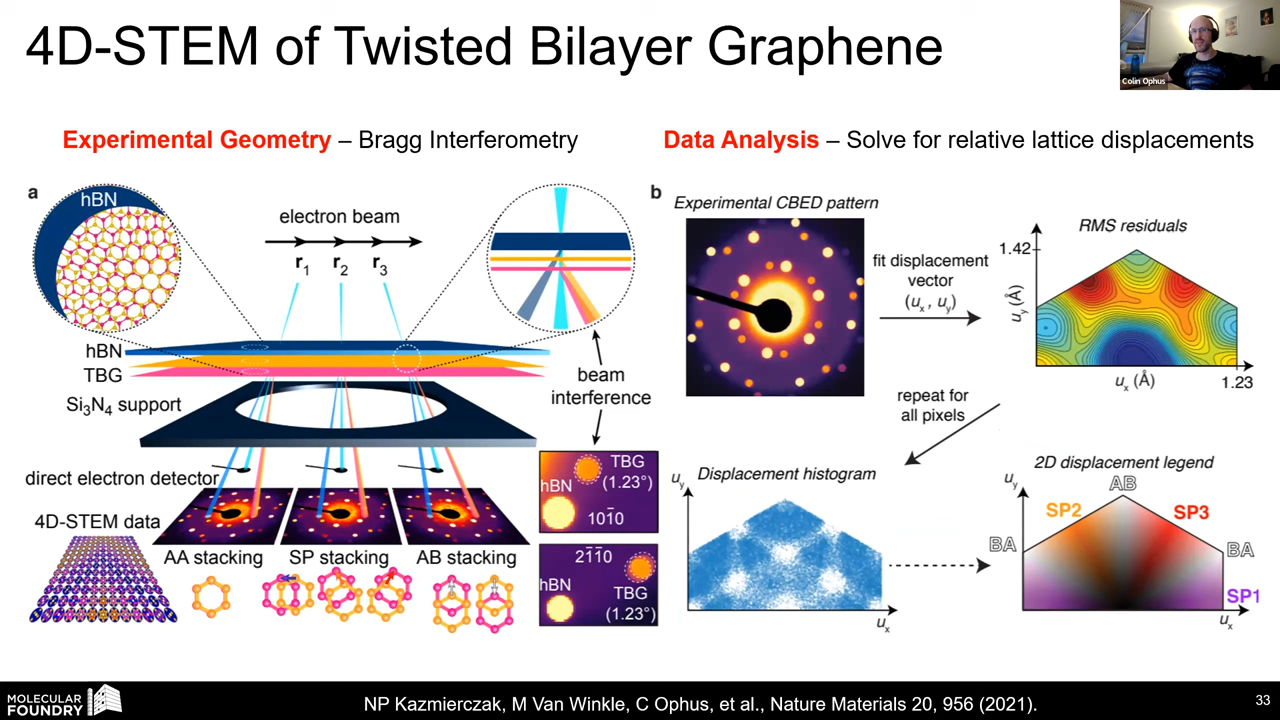 4D-STEM of Twisted Bilayer Graphene
Colin Ophus
Experimental Geometry – Bragg Interferometry
a
hBN
electron beam
r1 r2 r3
hBN
TBG
Si3N4 support
beam
interference
direct electron detector
4D-STEM data
AA stacking
SP stacking
AB stacking
TBG
(1.23°)
hBN
101̄0
21̄1̄0
hBN
TBG
(1.23°)
Data Analysis – Solve for relative lattice displacements
b
Experimental CBED pattern
fit displacement
vector
(ux , uy)
RMS residuals
1.42
uy (Å)
ux (Å)
1.23
repeat for
all pixels
Displacement histogram
uy
ux
2D displacement legend
uy
AB
SP2
SP3
BA
BA
SP1
ux
MOLECULAR
FOUNDRY
NP Kazmierczak, M Van Winkle, C Ophus, et al., Nature Materials 20, 956 (2021).
33